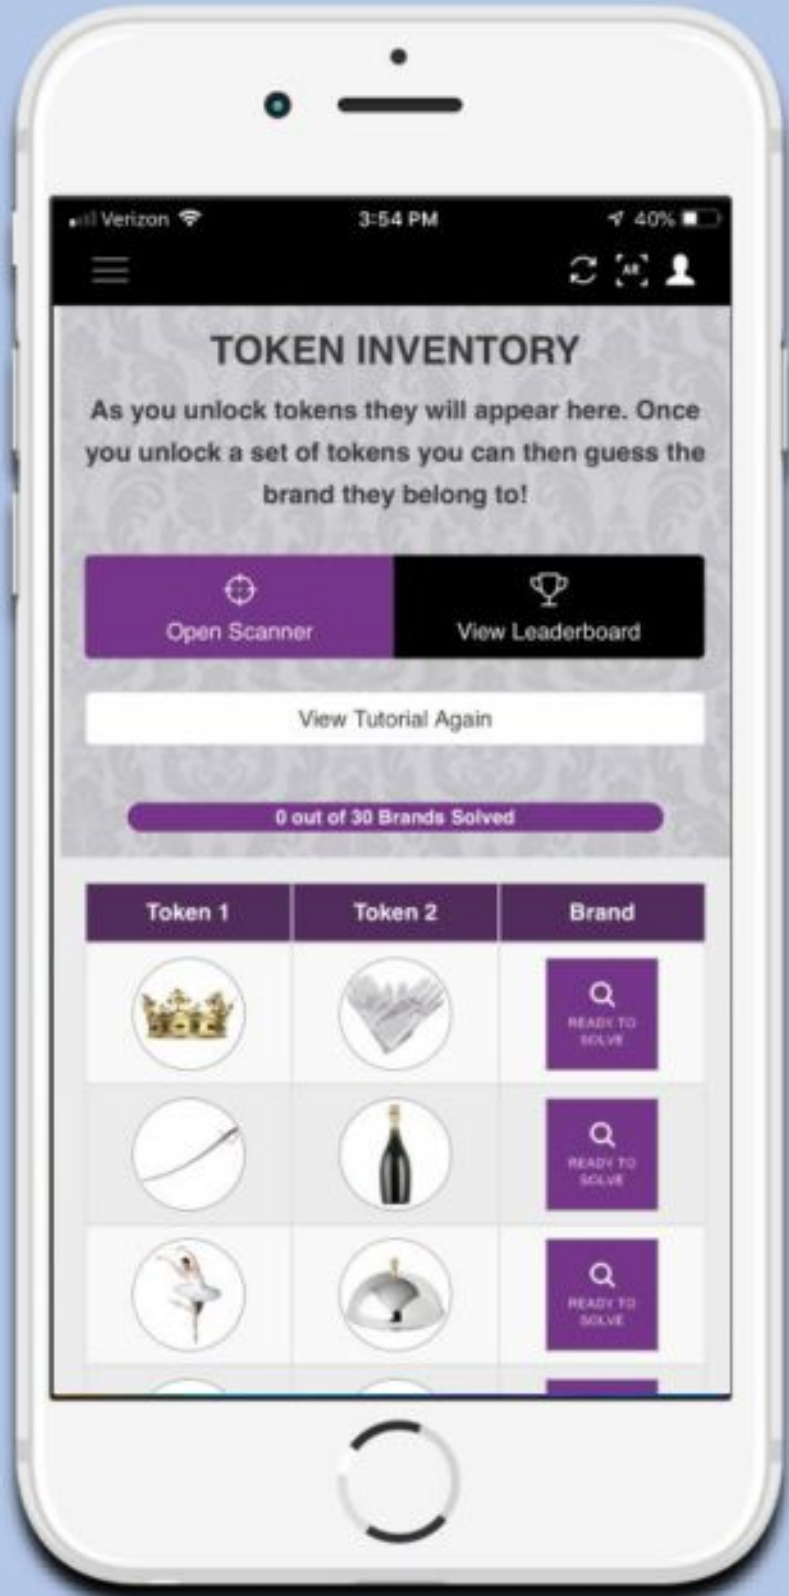 Verizon 3:54 PM 40%
AR
TOKEN INVENTORY
As you unlock tokens they will appear here. Once
you unlock a set of tokens you can then guess the
brand they belong to!
Open Scanner View Leaderboard
View Tutorial Again
0 out of 30 Brands Solved
Token 1 Token 2 Brand
READY TO
SOLVE
READY TO
SOLVE
READY TO
SOLVE